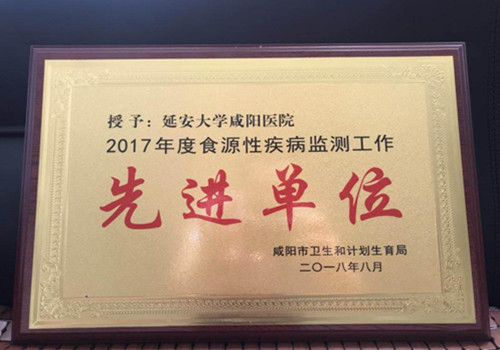 授予：延安大学咸阳医院
2017年度食源性疾病监测工作
先进单位
咸阳市卫生和计划生育局
二〇一八年八月